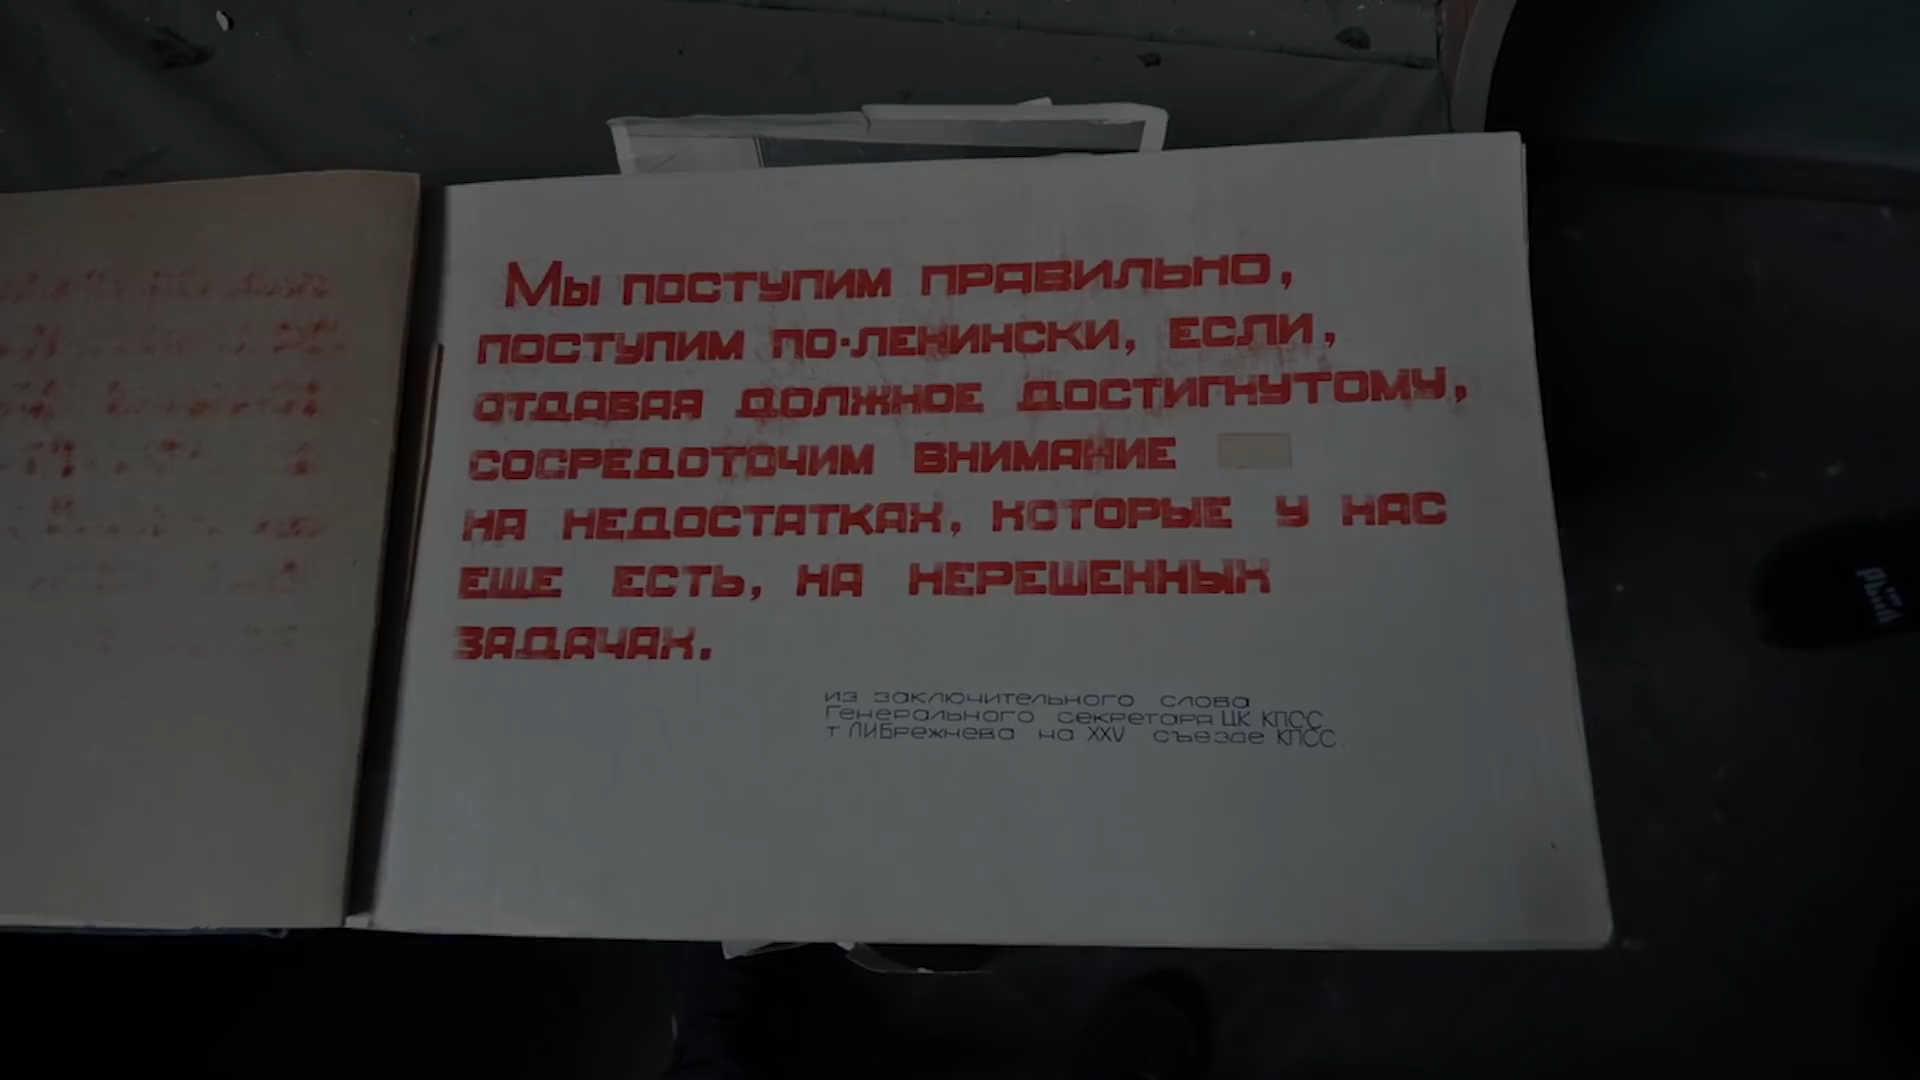 Мы поступим правильно,
поступим по-ленински, если,
отдавая должное достигнутому,
сосредоточим внимание
на недостатках, которые у нас
еще есть, на нерешенных
задачах.
из заключительного слова
Генерального секретаря ЦК КПСС
т ЛИБрежнева на XXV съезде КПСС.